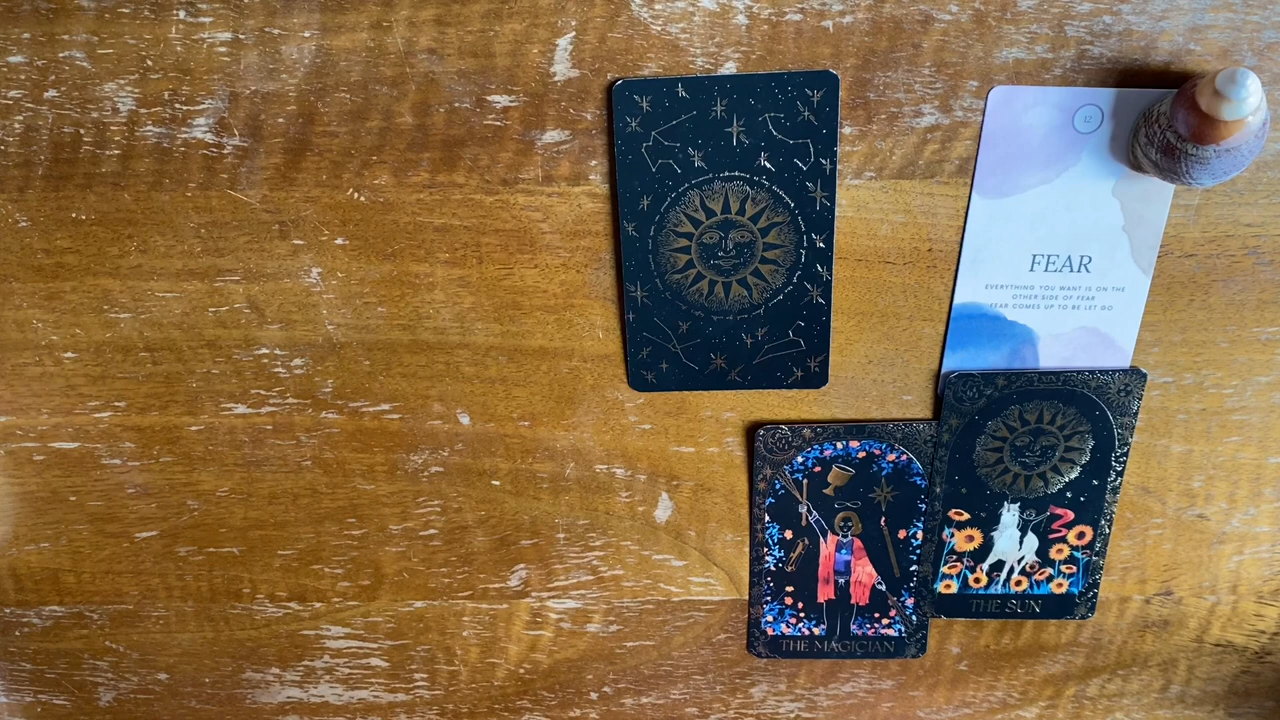 12
FEAR
EVERYTHING YOU WANT IS ON THE
OTHER SIDE OF FEAR
FEAR COMES UP TO BE LET GO
THE MAGICIAN
THE SUN